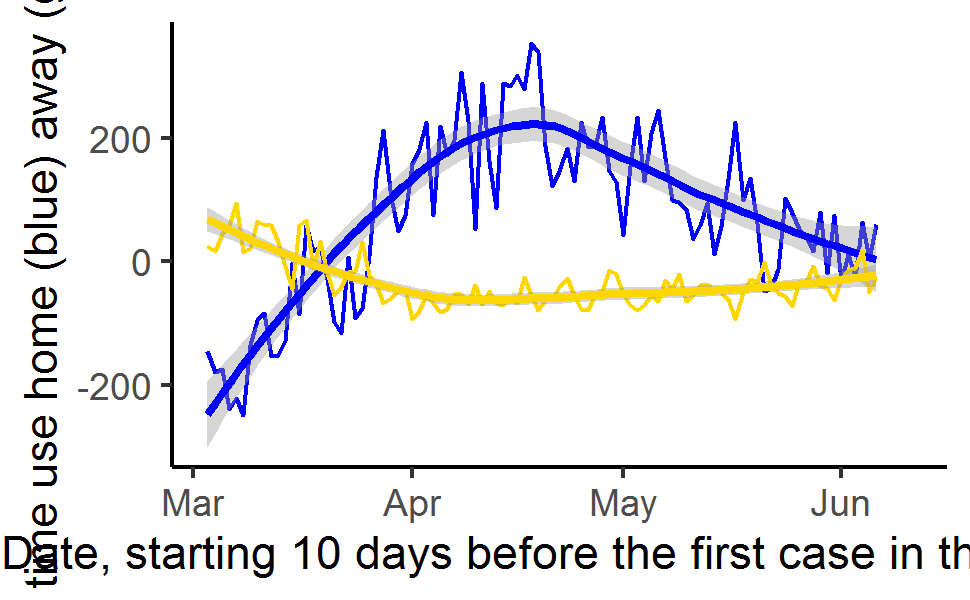 time use home (blue) away (
200
0
-200
Mar Apr May Jun
Date, starting 10 days before the first case in th